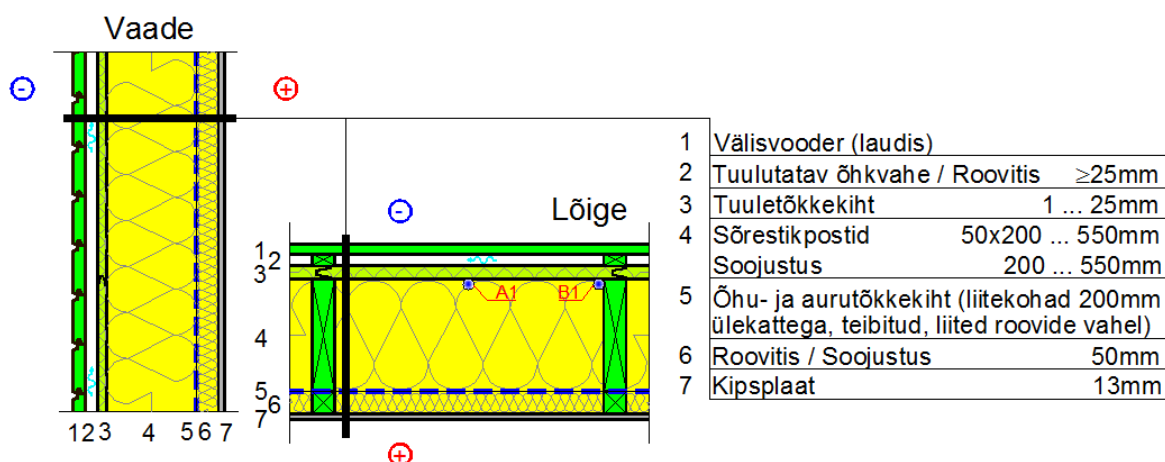 Vaade
-
+
1 2 3 4 5 6 7
Lõige
-
1
2
3
4
5
6
7
A1
B1
+
1 Välisvooder (laudis)
2 Tuulutatav õhkvahe / Roovitis ≥25mm
3 Tuuletõkkekiht 1 ... 25mm
4 Sõrestikpostid 50x200 ... 550mm
Soojustus 200 ... 550mm
5 Õhu- ja aurutõkkekiht (liitekohad 200mm
ülekattega, teibitud, liited roovide vahel)
6 Roovitis / Soojustus 50mm
7 Kipsplaat 13mm